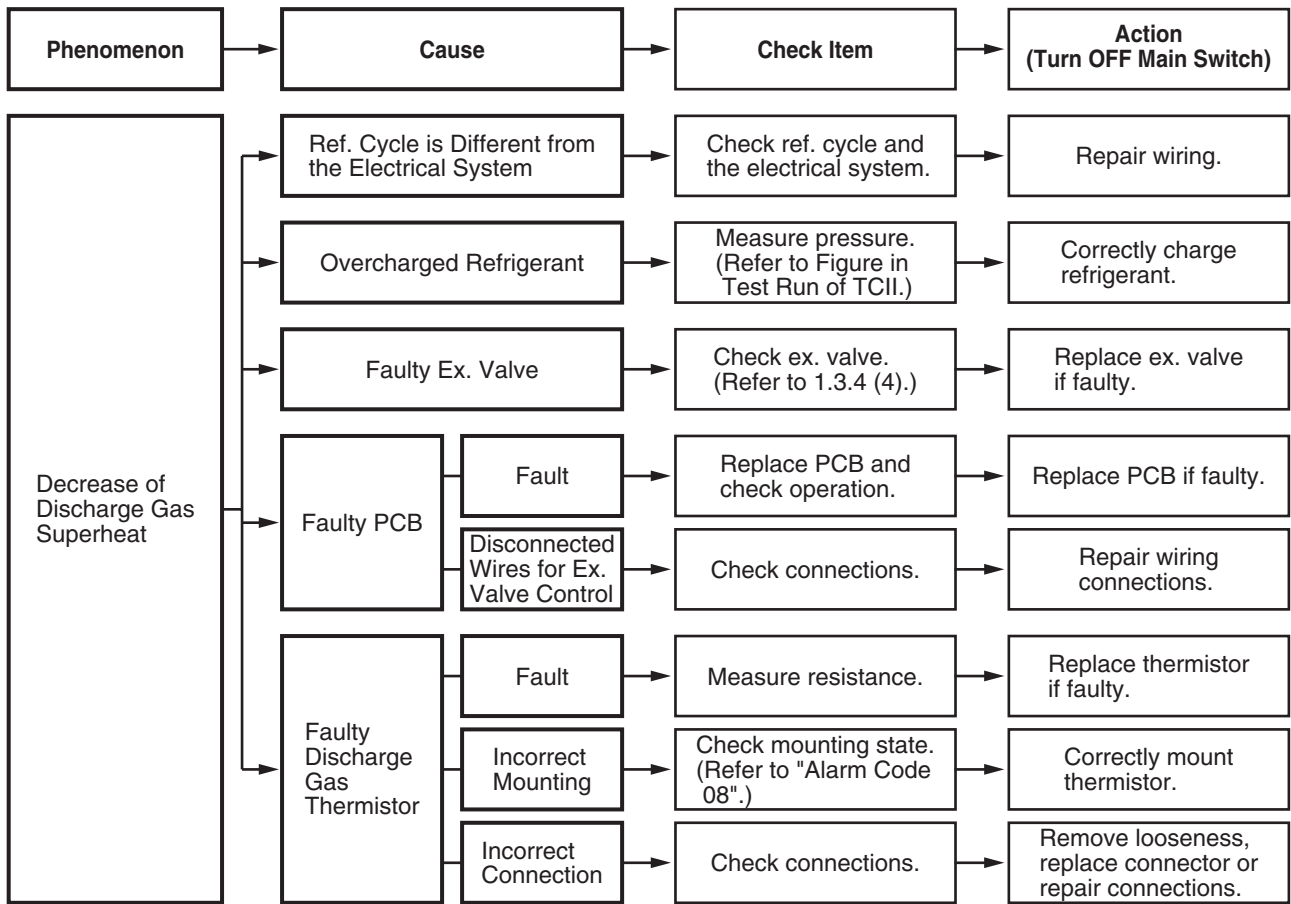 Phenomenon
Cause
Check Item
Action
(Turn OFF Main Switch)
Decrease of
Discharge Gas
Superheat
Ref. Cycle is Different from
the Electrical System
Check ref. cycle and
the electrical system.
Repair wiring.
Overcharged Refrigerant
Measure pressure.
(Refer to Figure in
Test Run of TCII.)
Correctly charge
refrigerant.
Faulty Ex. Valve
Check ex. valve.
(Refer to 1.3.4 (4).)
Replace ex. valve
if faulty.
Faulty PCB
Fault
Replace PCB and
check operation.
Replace PCB if faulty.
Disconnected
Wires for Ex.
Valve Control
Check connections.
Repair wiring
connections.
Faulty
Discharge
Gas
Thermistor
Fault
Measure resistance.
Replace thermistor
if faulty.
Incorrect
Mounting
Check mounting state.
(Refer to "Alarm Code
08".)
Correctly mount
thermistor.
Incorrect
Connection
Check connections.
Remove looseness,
replace connector or
repair connections.